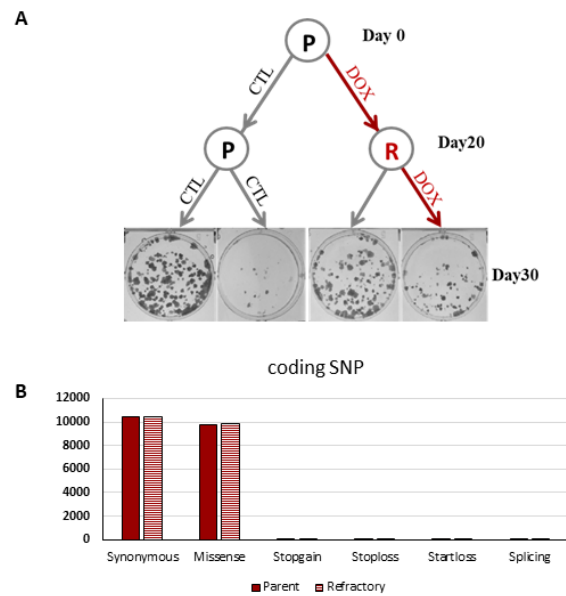 A
P
Day 0
CTL
DOX
P
R
Day20
CTL
CTL
DOX
Day30
coding SNP
B
12000
10000
8000
6000
4000
2000
0
Synonymous Missense Stopgain Stoploss Startloss Splicing
Parent Refractory